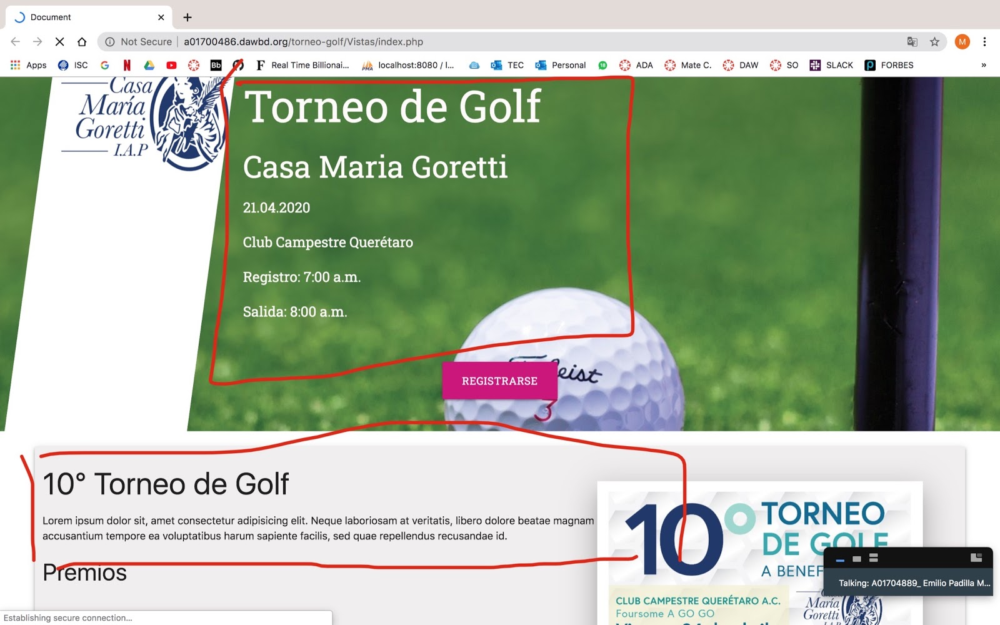 Document
Not Secure
a01700486.dawbd.org/torneo-golf/Vistas/index.php
M
Apps
ISC
G
N
Bb
F
Real Time Billionai...
PMA
localhost:8080 / l...
TEC
Personal
18
ADA
Mate C.
DAW
SO
SLACK
FORBES
»
Casa
María
Goretti
I.A.P
Torneo de Golf
Casa Maria Goretti
21.04.2020
Club Campestre Querétaro
Registro: 7:00 a.m.
Salida: 8:00 a.m.
REGISTRARSE
3
10° Torneo de Golf
Lorem ipsum dolor sit, amet consectetur adipisicing elit. Neque laboriosam at veritatis, libero dolore beatae magnam
accusantium tempore ea voluptatibus harum sapiente facilis, sed quae repellendus recusandae id.
Premios
10° TORNEO
DE GOLF
A BENEF
CLUB CAMPESTRE QUERÉTARO A.C.
Foursome A GO GO
María
Goretti
Talking: A01704889_ Emilio Padilla M...
Establishing secure connection...